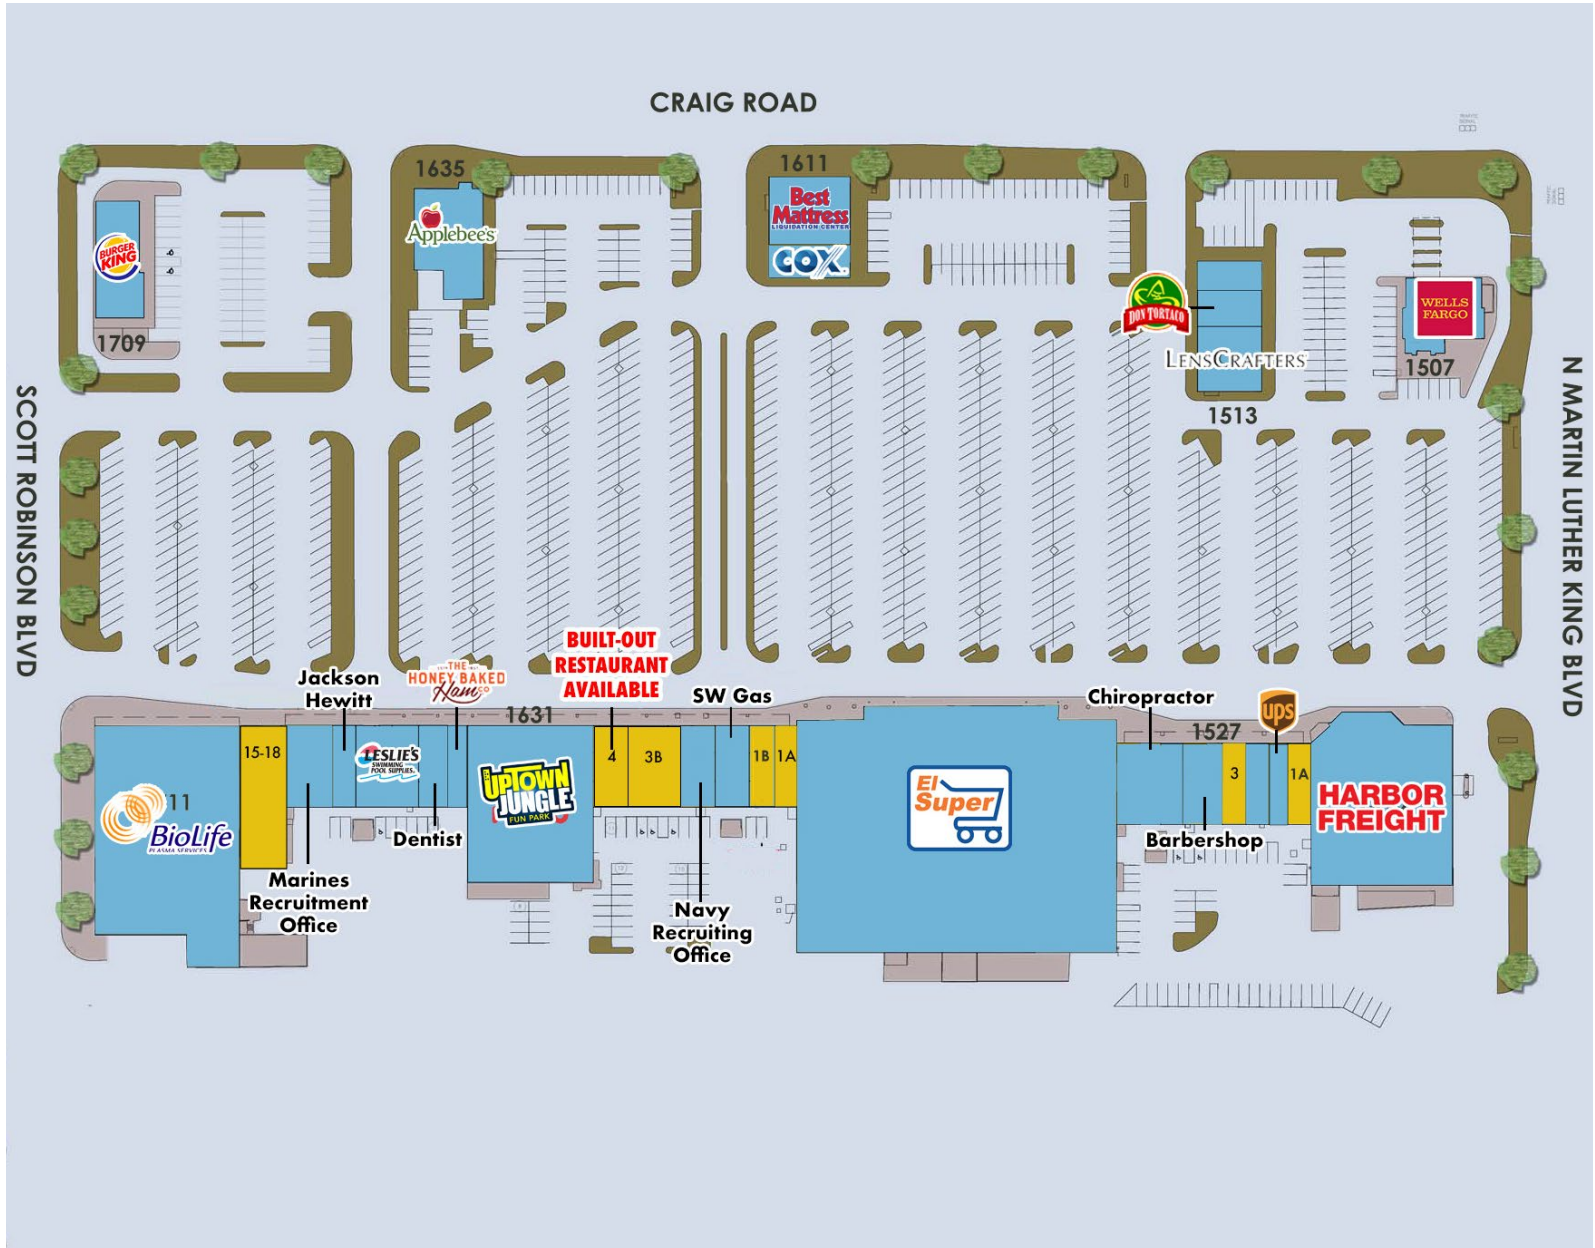 CRAIG ROAD
1635
1611
Best
Mattress
LIQUIDATION CENTER
COX
BURGER
KING
1709
Applebee's
DON TORTACO
LENSCRAFTERS
1513
WELLS
FARGO
1507
SCOTT ROBINSON BLVD
N MARTIN LUTHER KING BLVD
Jackson
Hewitt
THE
HONEY BAKED
Ham CO
BUILT-OUT
RESTAURANT
AVAILABLE
SW Gas
Chiropractor
ups
1631
1527
15-18
LESLIE'S
SWIMMING
POOL SUPPLIES
4
3B
1B
1A
3
1A
UPTOWN
JUNGLE
FUN PARK
El
Super
HARBOR
FREIGHT
11
BioLife
PLASMA SERVICES
Dentist
Barbershop
Marines
Recruitment
Office
Navy
Recruiting
Office